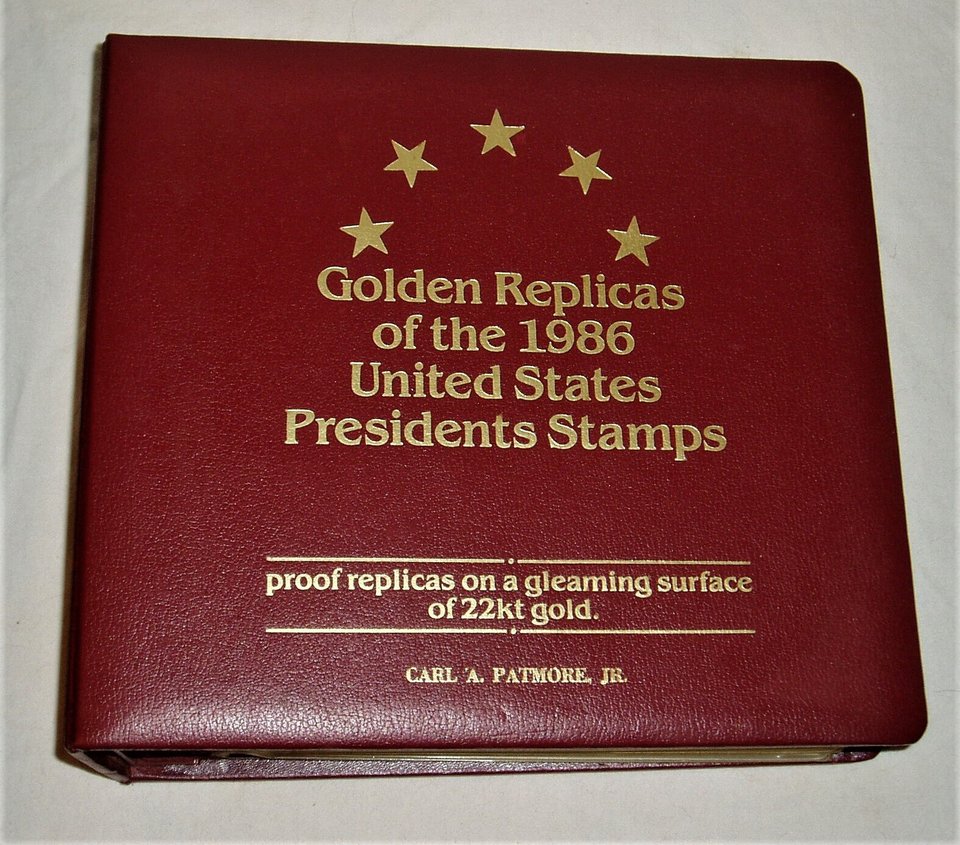 Golden Replicas
of the 1986
United States
Presidents Stamps
proof replicas on a gleaming surface
of 22kt gold.
CARL A. PATMORE, JR.